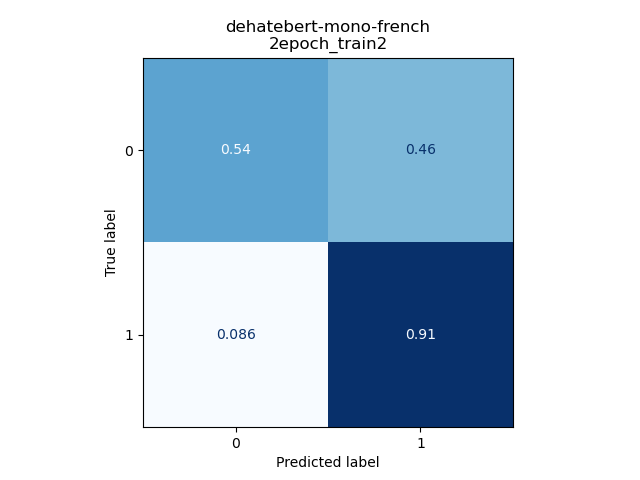 dehatebert-mono-french
2epoch_train2
True label
0
0.54
0.46
1
0.086
0.91
0
1
Predicted label